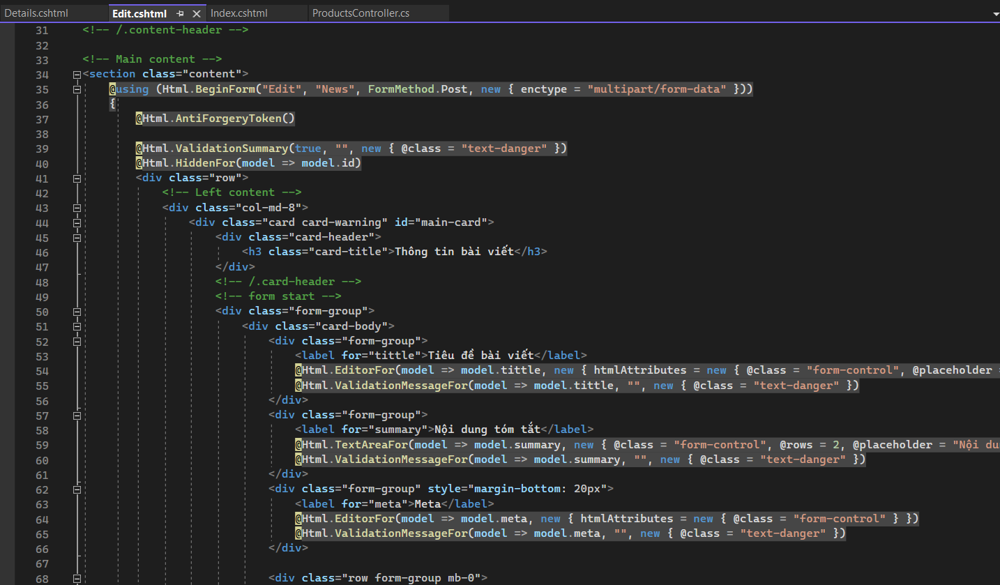 Details.cshtml Edit.cshtml Index.cshtml ProductsController.cs
31 <!-- /.content-header -->
32
33 <!-- Main content -->
34 <section class="content">
35 @using (Html.BeginForm("Edit", "News", FormMethod.Post, new { enctype = "multipart/form-data" }))
36 {
37 @Html.AntiForgeryToken()
38
39 @Html.ValidationSummary(true, "", new { @class = "text-danger" })
40 @Html.HiddenFor(model => model.id)
41 <div class="row">
42 <!-- Left content -->
43 <div class="col-md-8">
44 <div class="card card-warning" id="main-card">
45 <div class="card-header">
46 <h3 class="card-title">Thông tin bài viết</h3>
47 </div>
48 <!-- /.card-header -->
49 <!-- form start -->
50 <div class="form-group">
51 <div class="card-body">
52 <div class="form-group">
53 <label for="tittle">Tiêu đề bài viết</label>
54 @Html.EditorFor(model => model.tittle, new { htmlAttributes = new { @class = "form-control", @placeholder =
55 @Html.ValidationMessageFor(model => model.tittle, "", new { @class = "text-danger" })
56 </div>
57 <div class="form-group">
58 <label for="summary">Nội dung tóm tắt</label>
59 @Html.TextAreaFor(model => model.summary, new { @class = "form-control", @rows = 2, @placeholder = "Nội du
60 @Html.ValidationMessageFor(model => model.summary, "", new { @class = "text-danger" })
61 </div>
62 <div class="form-group" style="margin-bottom: 20px">
63 <label for="meta">Meta</label>
64 @Html.EditorFor(model => model.meta, new { htmlAttributes = new { @class = "form-control" } })
65 @Html.ValidationMessageFor(model => model.meta, "", new { @class = "text-danger" })
66 </div>
67
68 <div class="row form-group mb-0">